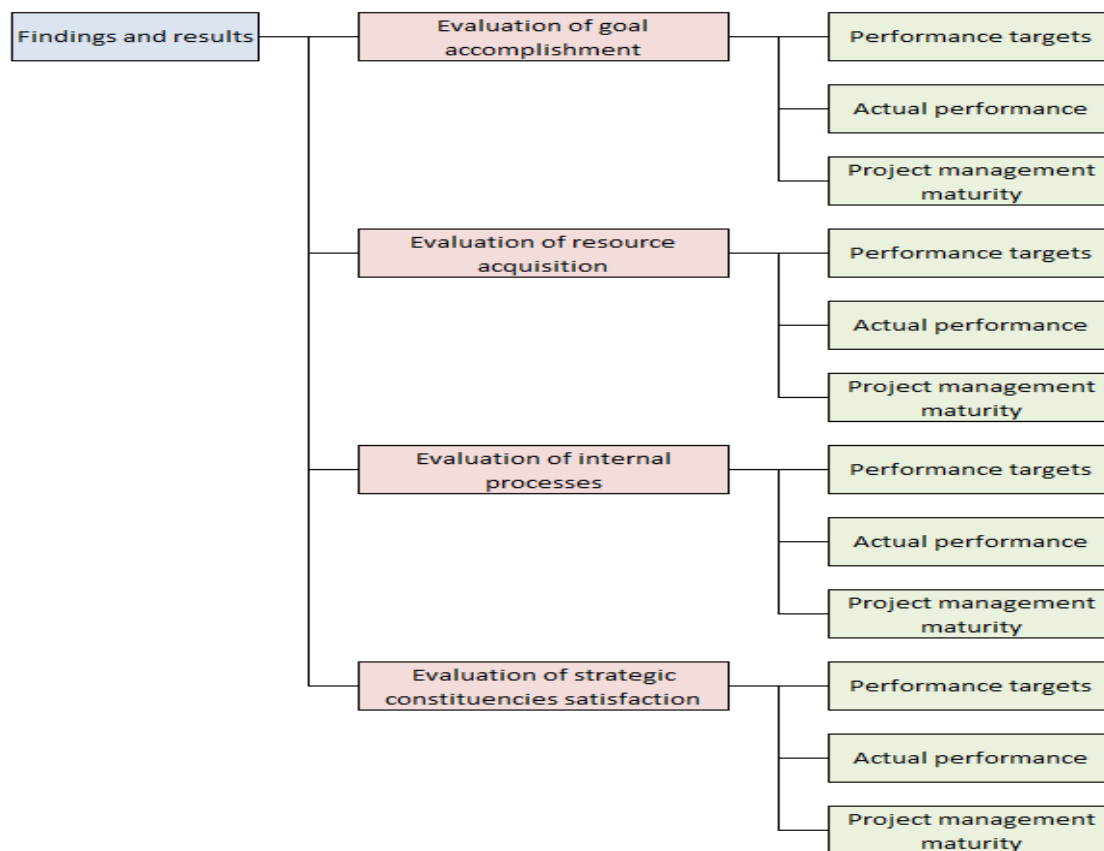 Findings and results
Evaluation of goal
accomplishment
Performance targets
Actual performance
Project management
maturity
Evaluation of resource
acquisition
Performance targets
Actual performance
Project management
maturity
Evaluation of internal
processes
Performance targets
Actual performance
Project management
maturity
Evaluation of strategic
constituencies satisfaction
Performance targets
Actual performance
Project management
maturity